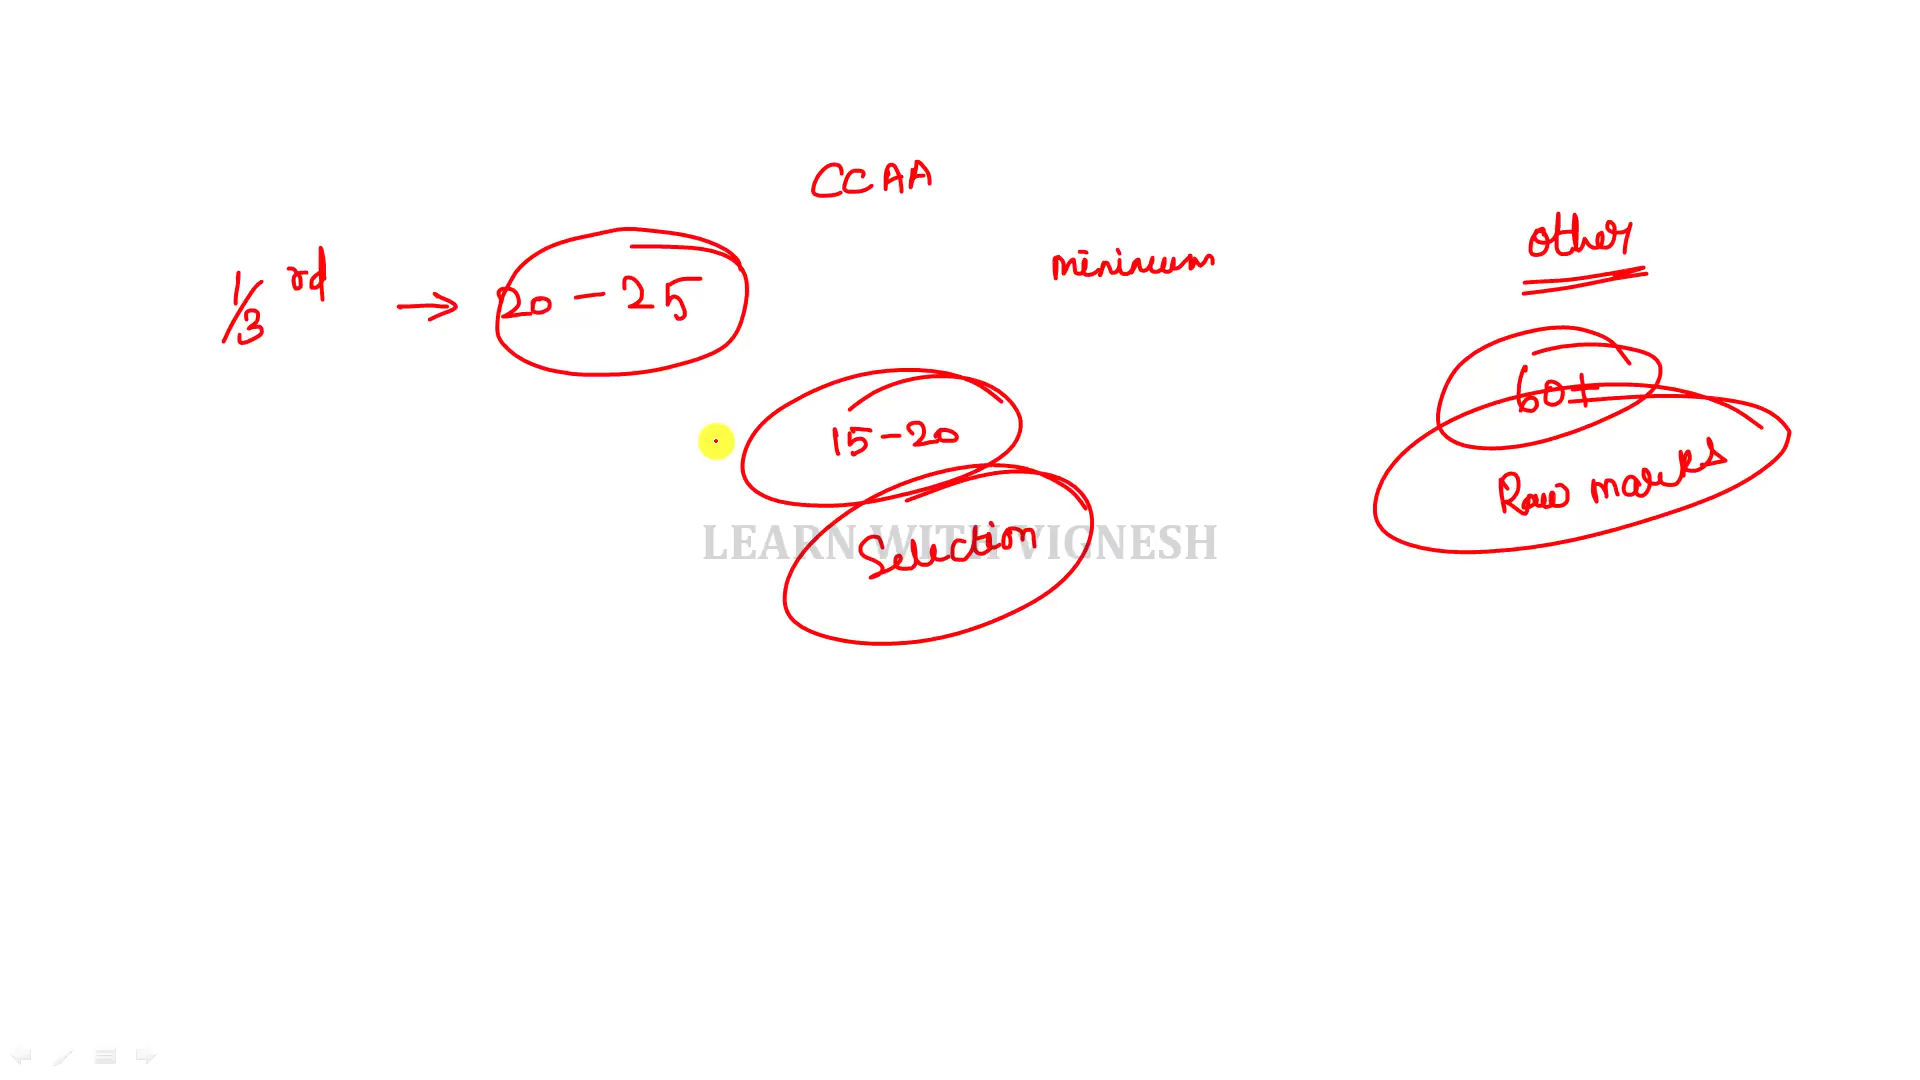 CCAA
1/3 rd → 20 - 25
minimum
other
15 - 20
60+
Selection
Raw marks
LEARN WITH VIGNESH